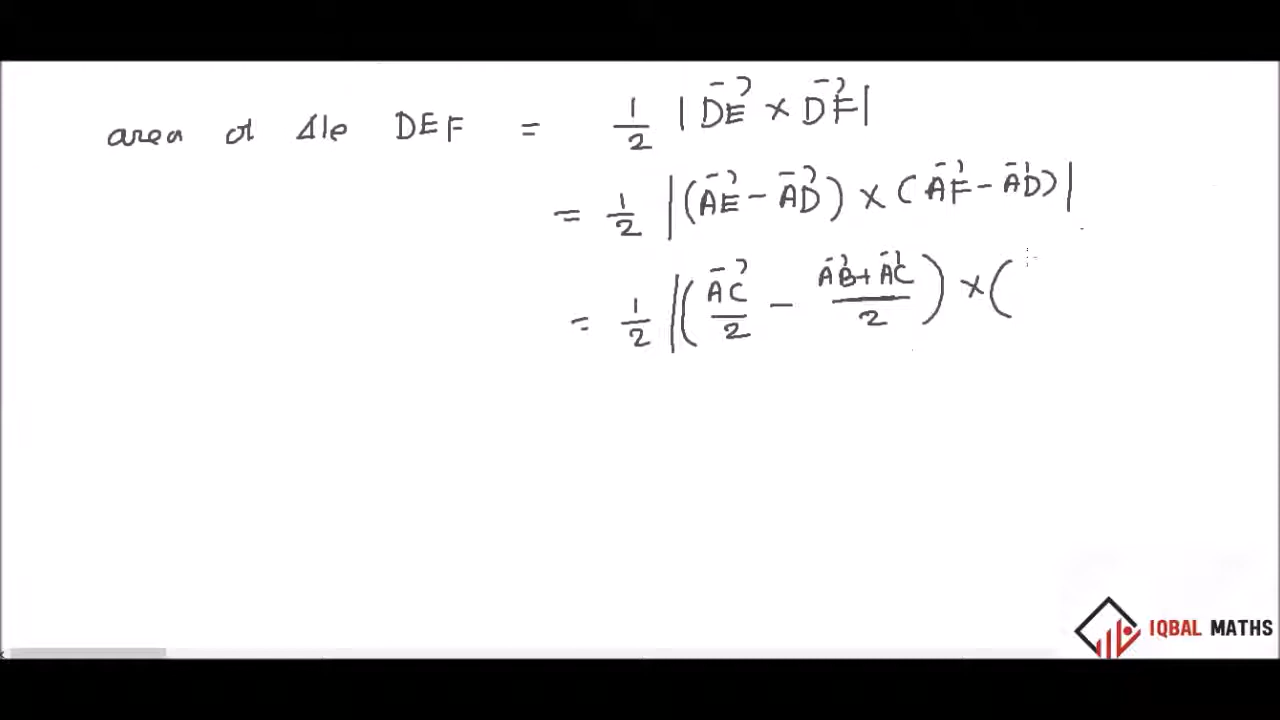 area of Δle DEF = 1/2 |DE⃗ × DF⃗|
= 1/2 |(AE⃗ - AD⃗) × (AF⃗ - AD⃗)|
= 1/2 |(AC⃗/2 - (AB⃗ + AC⃗)/2) × (
IQBAL MATHS